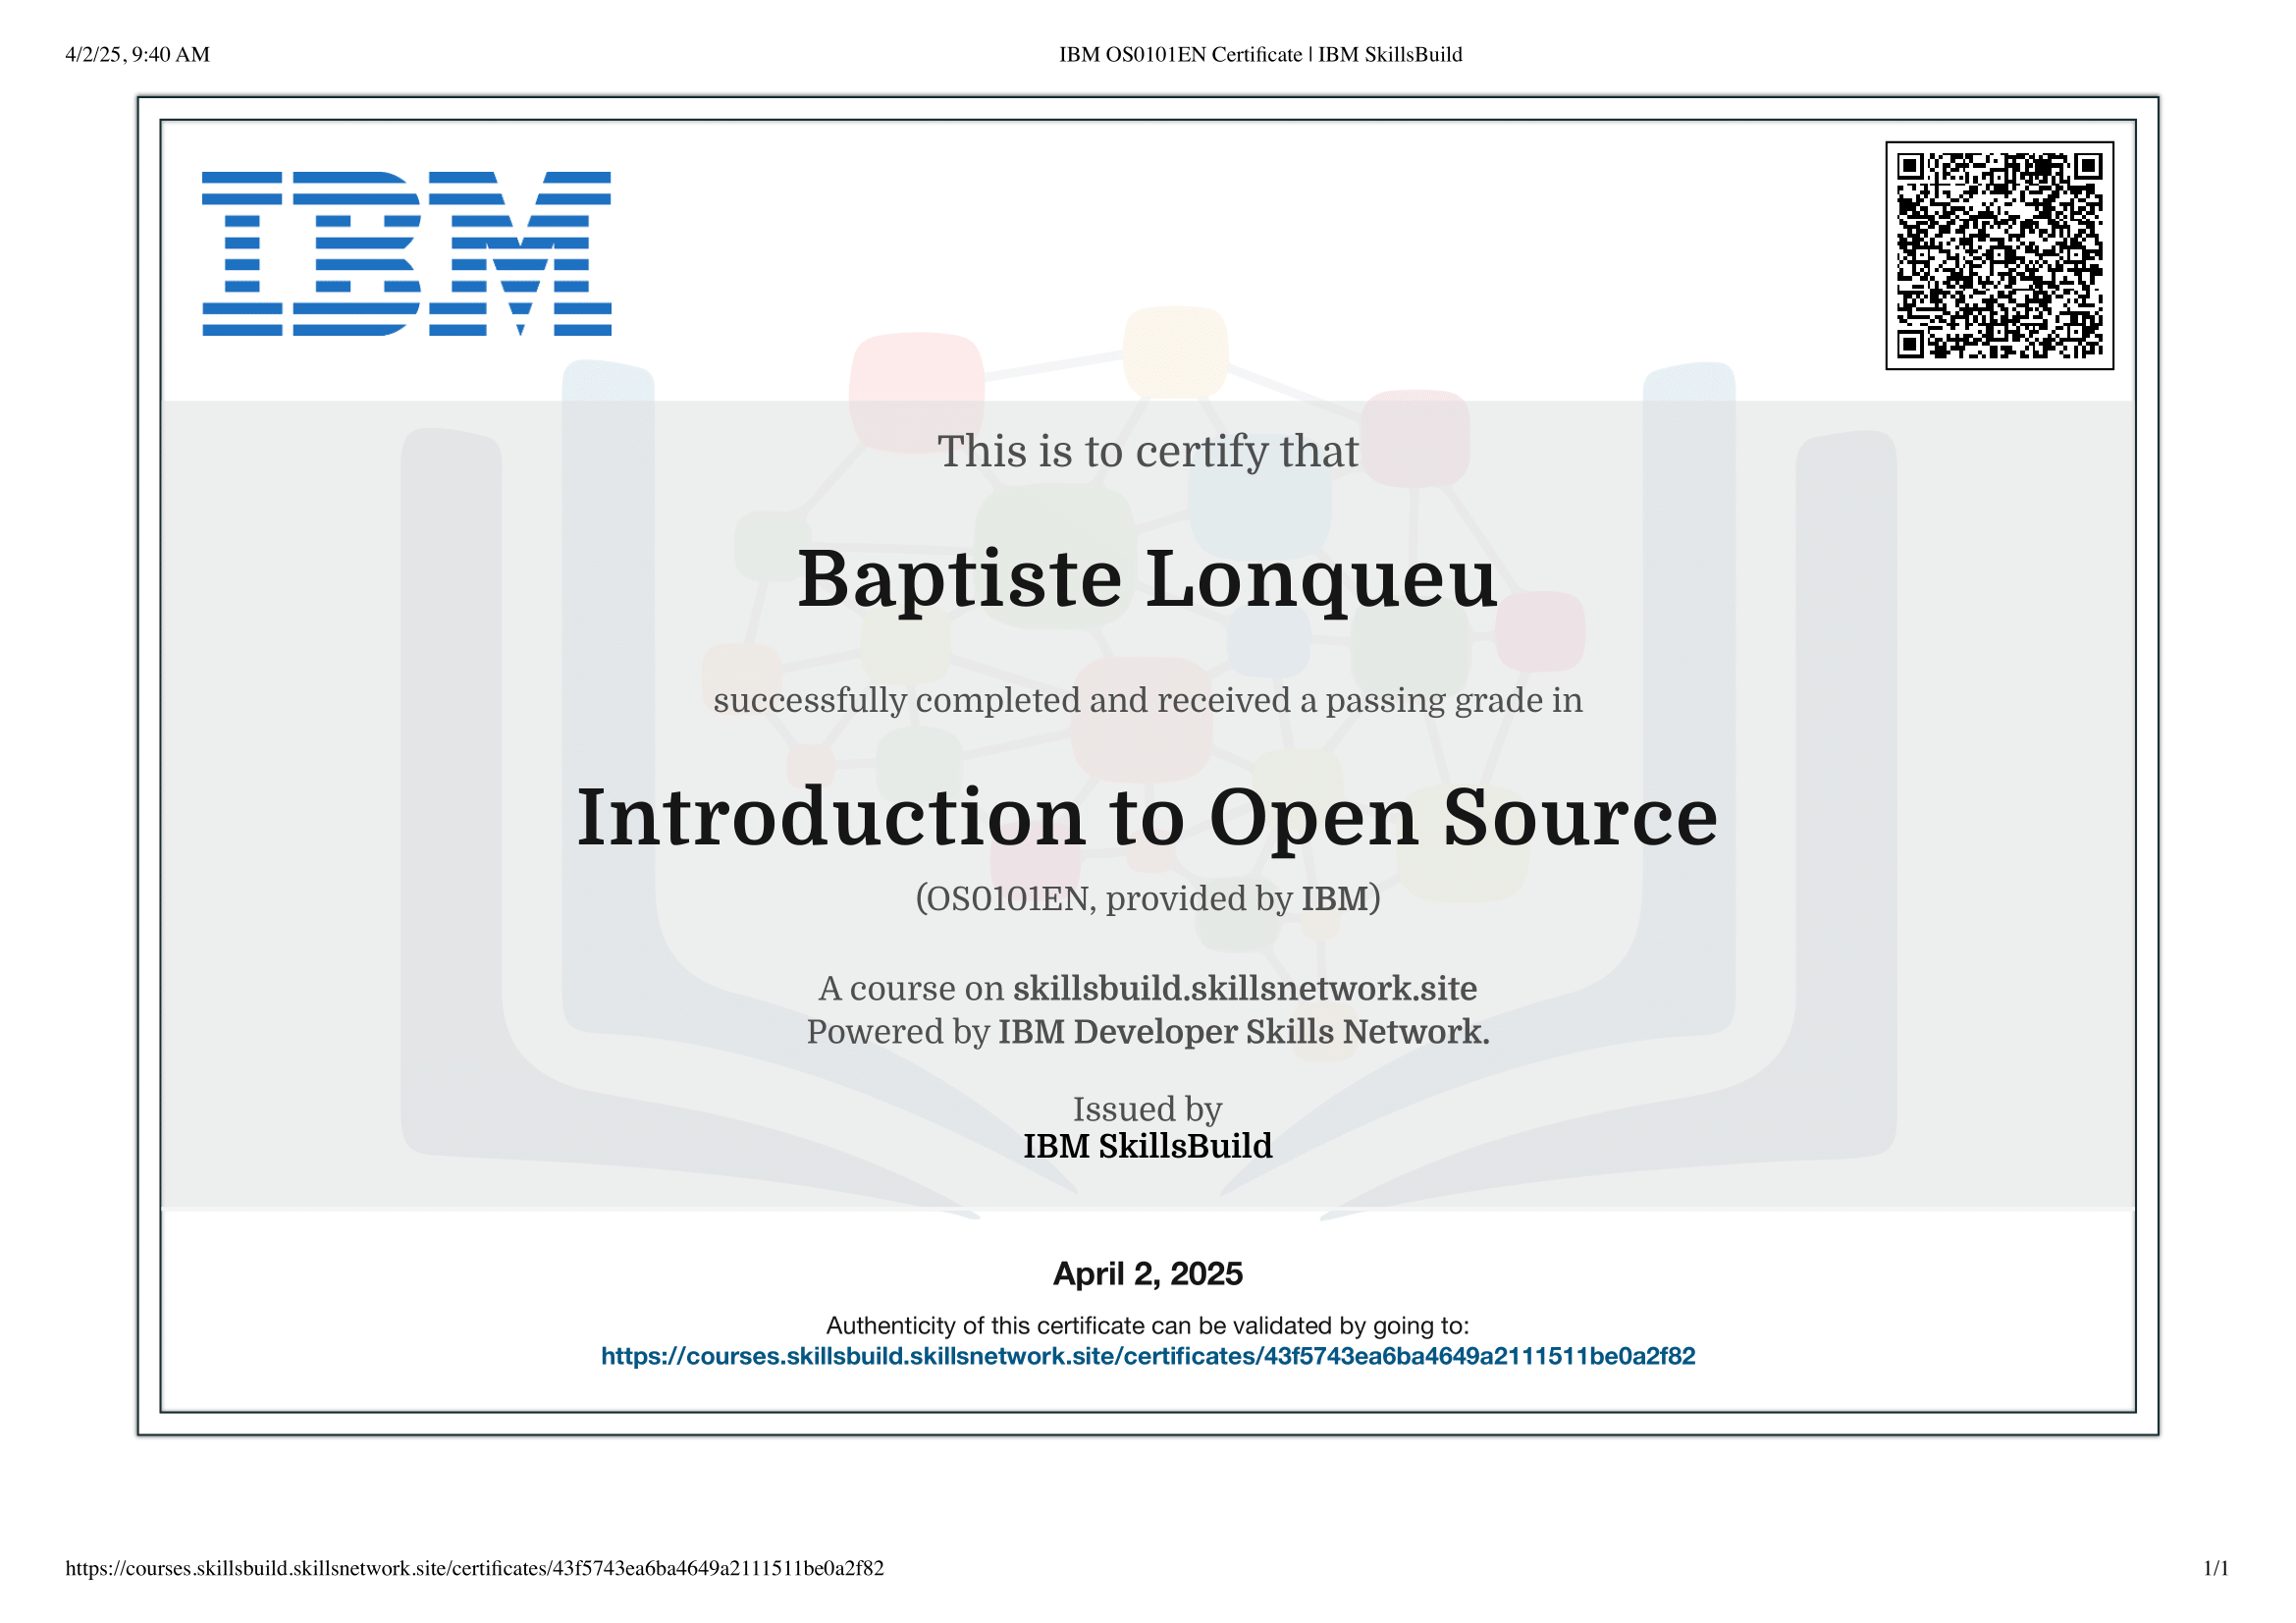 4/2/25, 9:40 AM
IBM OS0101EN Certificate | IBM SkillsBuild
IBM
This is to certify that
Baptiste Lonqueu
successfully completed and received a passing grade in
Introduction to Open Source
(OS0101EN, provided by IBM)
A course on skillsbuild.skillsnetwork.site
Powered by IBM Developer Skills Network.
Issued by
IBM SkillsBuild
April 2, 2025
Authenticity of this certificate can be validated by going to:
https://courses.skillsbuild.skillsnetwork.site/certificates/43f5743ea6ba4649a2111511be0a2f82
https://courses.skillsbuild.skillsnetwork.site/certificates/43f5743ea6ba4649a2111511be0a2f82
1/1